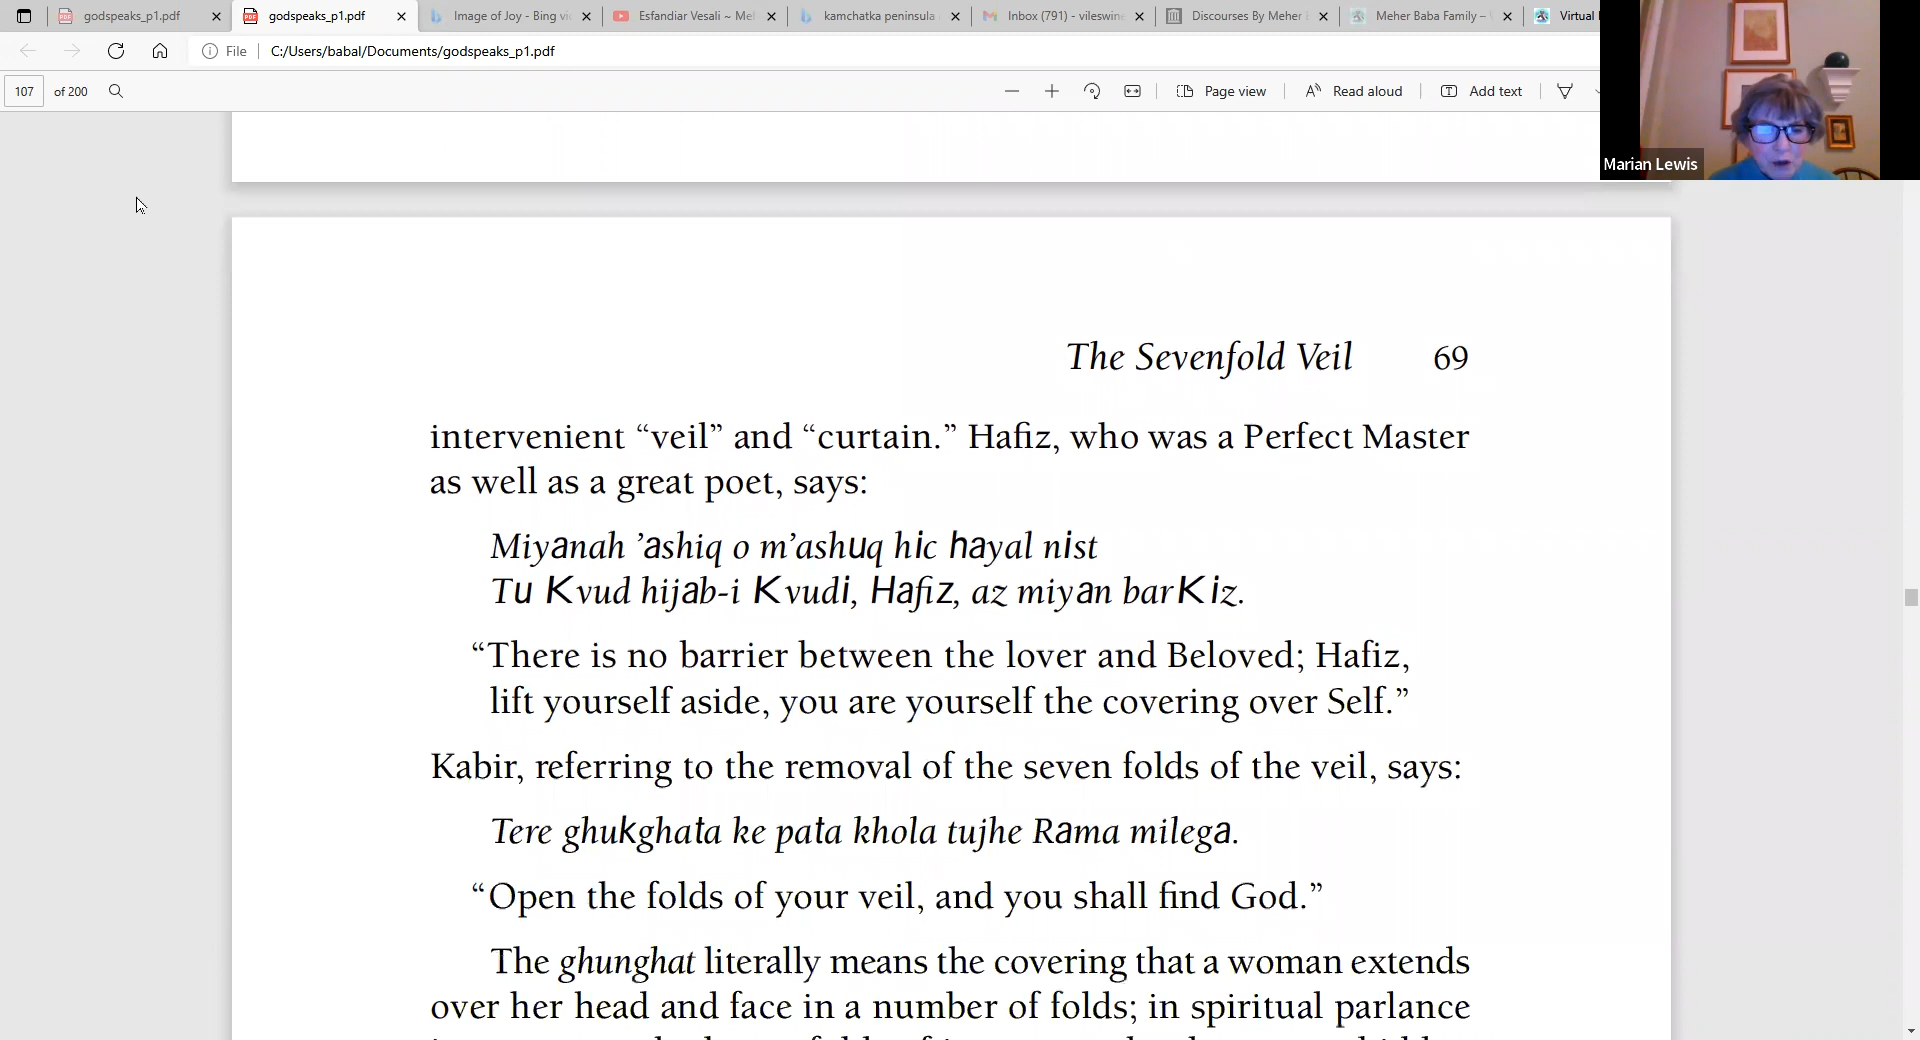 godspeaks_p1.pdf
godspeaks_p1.pdf
Image of Joy - Bing vi
Esfandiar Vesali ~ Me
kamchatka peninsula
Inbox (791) - vileswin
Discourses By Meher
Meher Baba Family –
Virtual
File C:/Users/babal/Documents/godspeaks_p1.pdf
107 of 200
Page view
Read aloud
Add text
Marian Lewis
The Sevenfold Veil 69
intervenient “veil” and “curtain.” Hafiz, who was a Perfect Master
as well as a great poet, says:
Miyanah ’ashiq o m’ashuq hic hayal nist
Tu Kvud hijab-i Kvudi, Hafiz, az miyan barKiz.
“There is no barrier between the lover and Beloved; Hafiz,
lift yourself aside, you are yourself the covering over Self.”
Kabir, referring to the removal of the seven folds of the veil, says:
Tere ghukghata ke pata khola tujhe Rama milega.
“Open the folds of your veil, and you shall find God.”
The ghunghat literally means the covering that a woman extends
over her head and face in a number of folds; in spiritual parlance